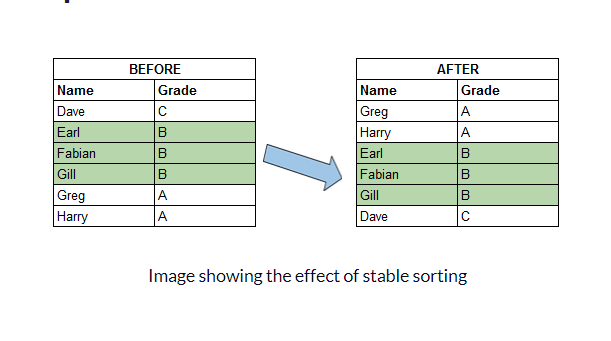 BEFORE
Name Grade
Dave C
Earl B
Fabian B
Gill B
Greg A
Harry A
AFTER
Name Grade
Greg A
Harry A
Earl B
Fabian B
Gill B
Dave C
Image showing the effect of stable sorting